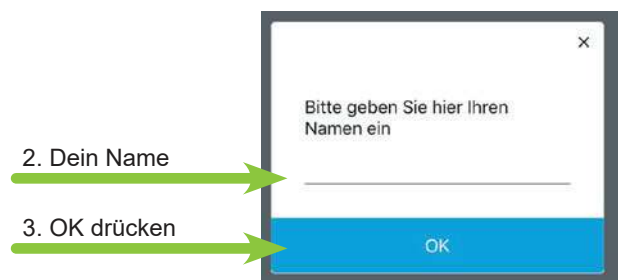 ×
Bitte geben Sie hier Ihren
Namen ein
2. Dein Name
3. OK drücken
OK